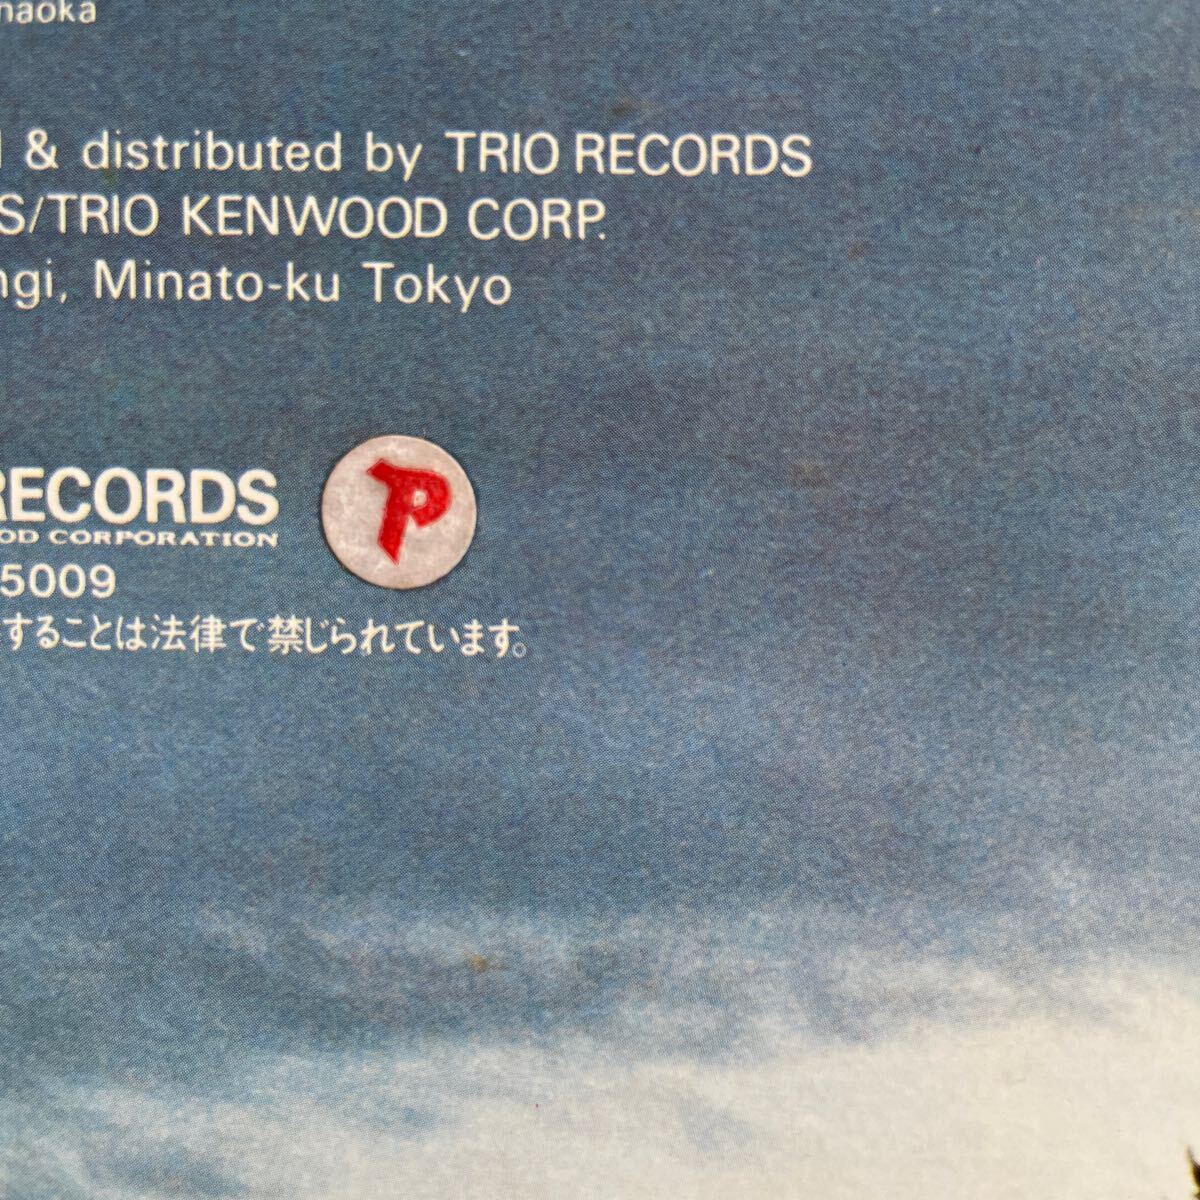 naoka
& distributed by TRIO RECORDS
S/TRIO KENWOOD CORP.
ngi, Minato-ku Tokyo
RECORDS
OD CORPORATION
P
5009
することは法律で禁じられています。